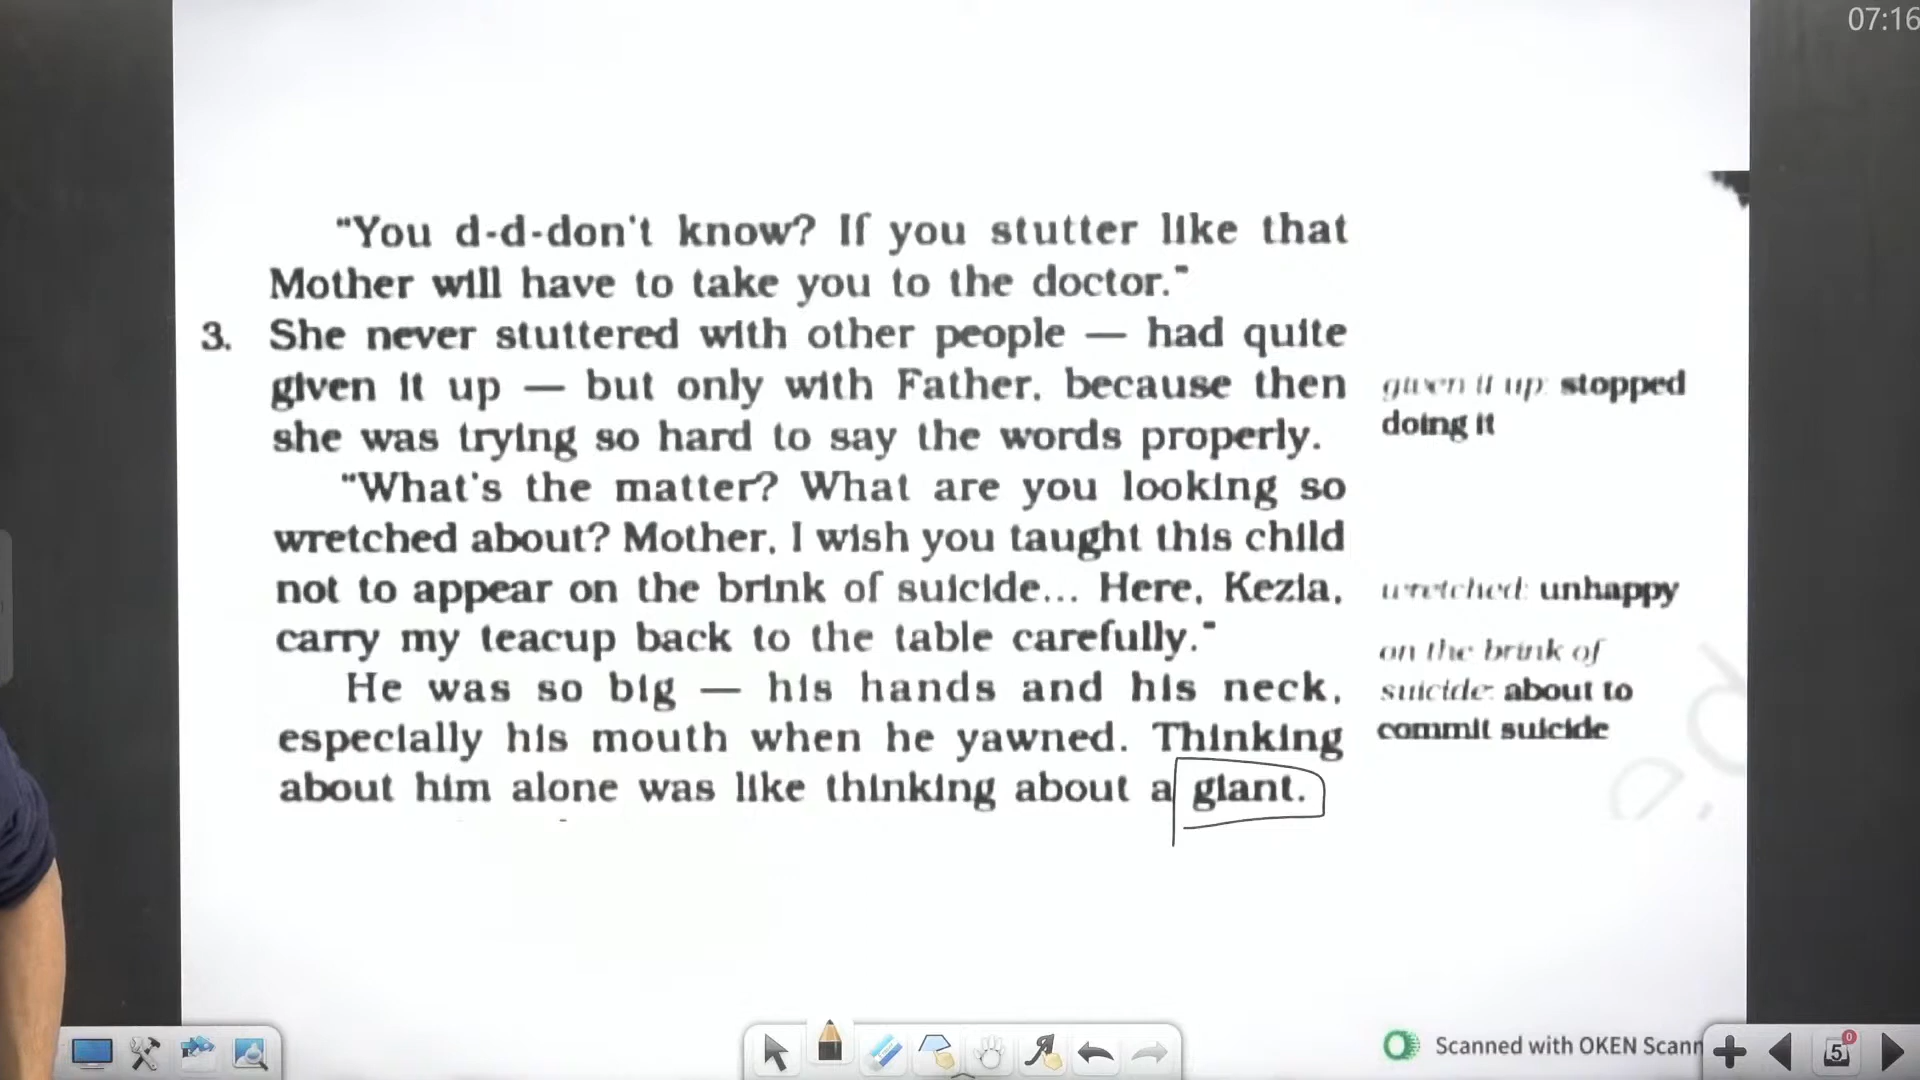 07:16
"You d-d-don't know? If you stutter like that
Mother will have to take you to the doctor."
3. She never stuttered with other people — had quite
given it up — but only with Father, because then
she was trying so hard to say the words properly.
given it up: stopped
doing it
"What's the matter? What are you looking so
wretched about? Mother, I wish you taught this child
not to appear on the brink of suicide... Here, Kezia,
carry my teacup back to the table carefully."
wretched: unhappy
He was so big — his hands and his neck,
especially his mouth when he yawned. Thinking
about him alone was like thinking about a giant.
on the brink of
suicide: about to
commit suicide
Scanned with OKEN Scann
5
0